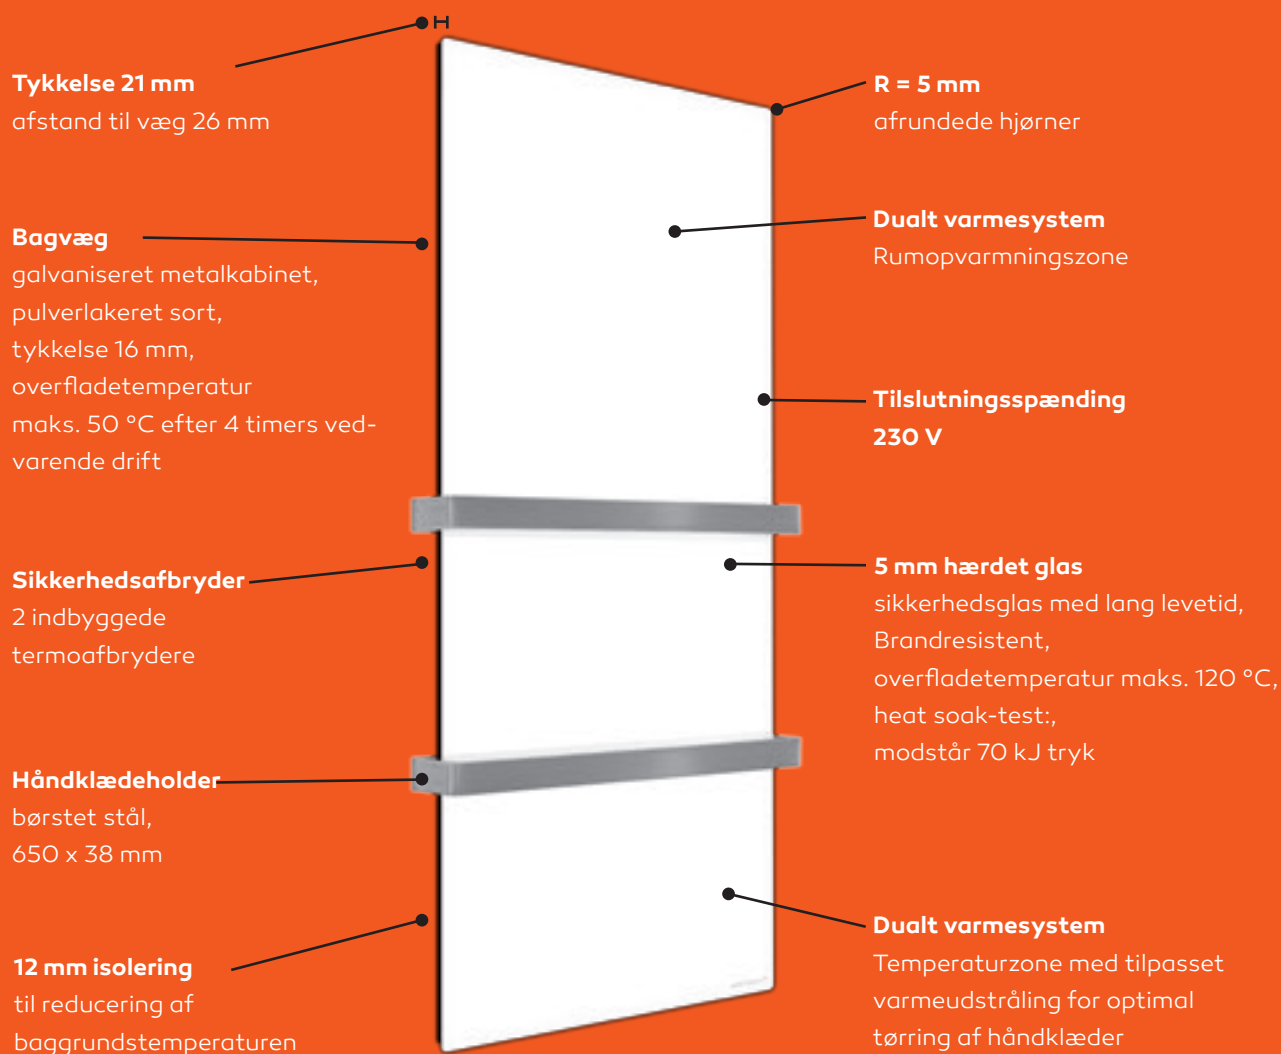 Tykkelse 21 mm
afstand til væg 26 mm
Bagvæg
galvaniseret metalkabinet,
pulverlakeret sort,
tykkelse 16 mm,
overfladetemperatur
maks. 50 °C efter 4 timers ved-
varende drift
Sikkerhedsafbryder
2 indbyggede
termoafbrydere
Håndklædeholder
børstet stål,
650 x 38 mm
12 mm isolering
til reducering af
baggrundstemperaturen
R = 5 mm
afrundede hjørner
Dualt varmesystem
Rumopvarmningszone
Tilslutningsspænding
230 V
5 mm hærdet glas
sikkerhedsglas med lang levetid,
Brandresistent,
overfladetemperatur maks. 120 °C,
heat soak-test:,
modstår 70 kJ tryk
Dualt varmesystem
Temperaturzone med tilpasset
varmeudstråling for optimal
tørring af håndklæder